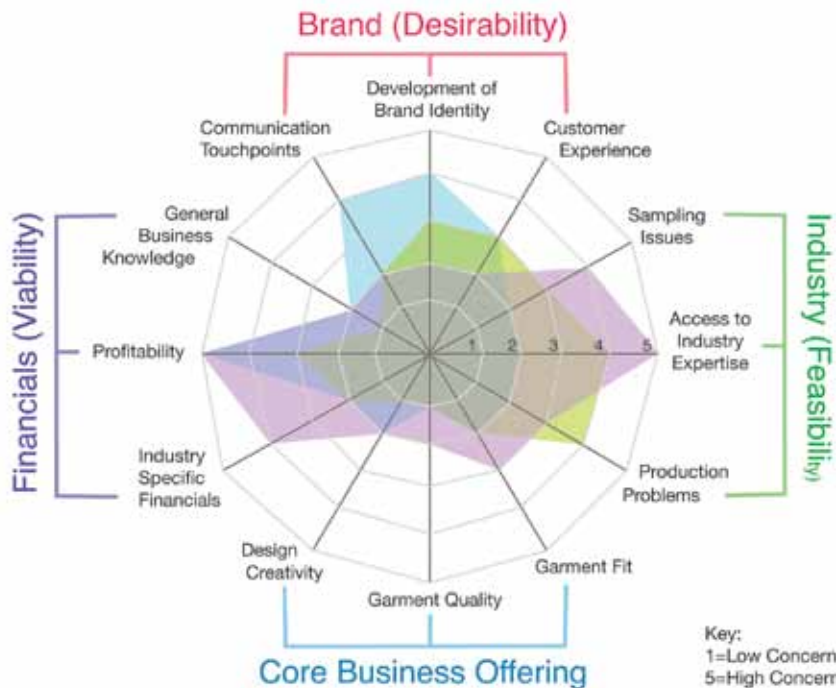 Brand (Desirability)
Development of
Brand Identity
Communication
Touchpoints
Customer
Experience
General
Business
Knowledge
Sampling
Issues
Financials (Viability)
Industry (Feasibility)
Profitability
1 2 3 4 5
Access to
Industry
Expertise
Industry
Specific
Financials
Production
Problems
Design
Creativity
Garment Quality
Garment Fit
Core Business Offering
Key:
1=Low Concern
5=High Concern